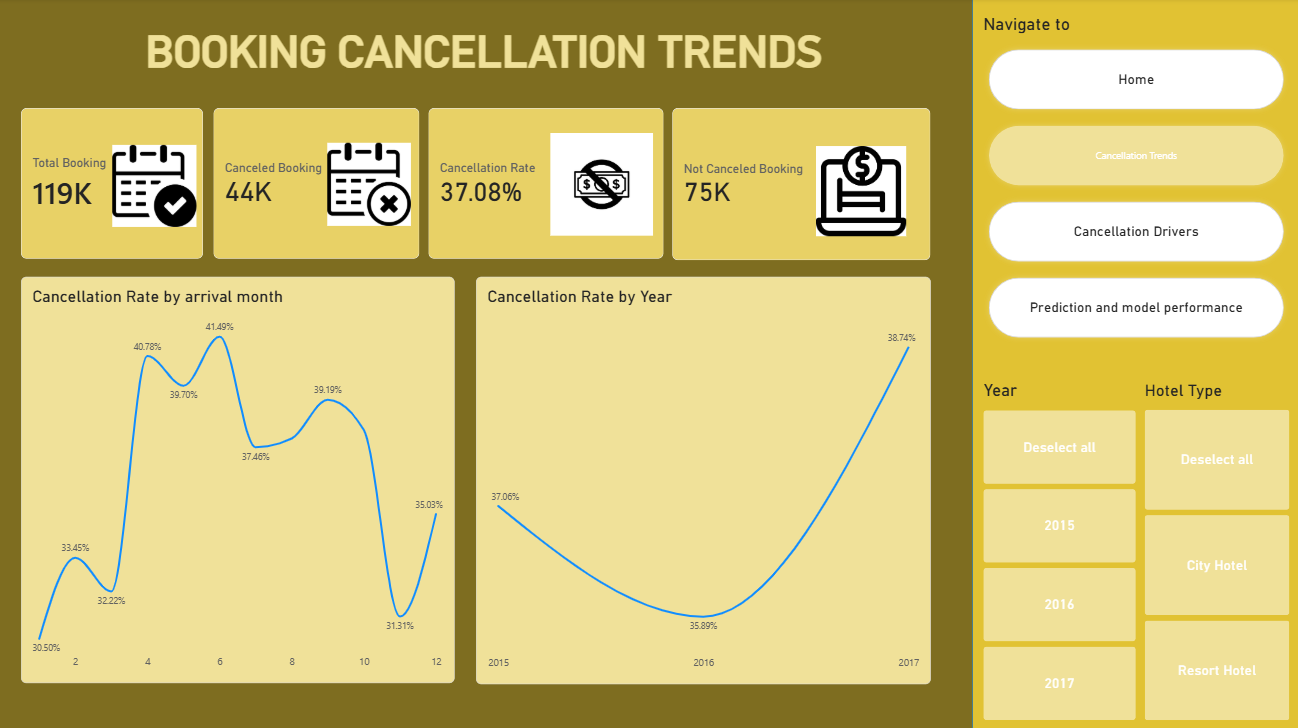 BOOKING CANCELLATION TRENDS
Total Booking
119K
Canceled Booking
44K
Cancellation Rate
37.08%
Not Canceled Booking
75K
Cancellation Rate by arrival month
41.49%
40.78%
39.70%
39.19%
37.46%
35.03%
33.45%
32.22%
31.31%
30.50%
2
4
6
8
10
12
Cancellation Rate by Year
38.74%
37.06%
35.89%
2015
2016
2017
Navigate to
Home
Cancellation Trends
Cancellation Drivers
Prediction and model performance
Year
Deselect all
2015
2016
2017
Hotel Type
Deselect all
City Hotel
Resort Hotel